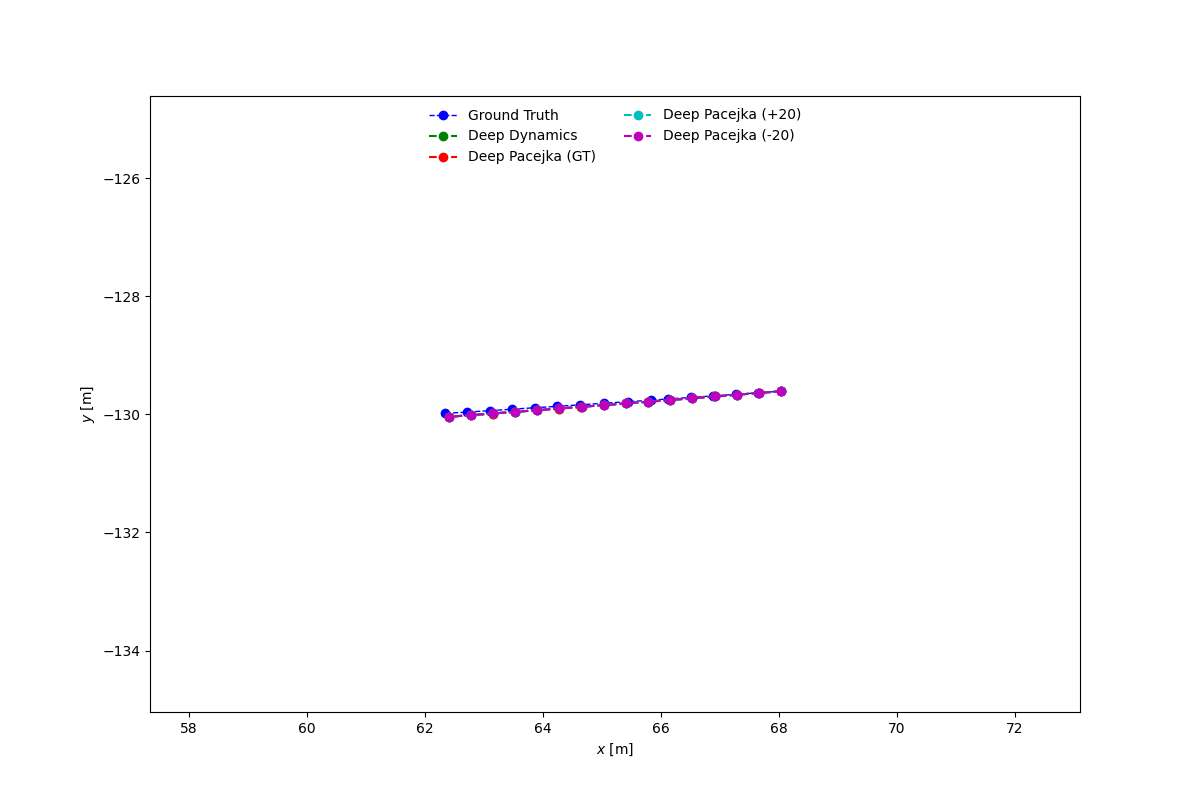 Ground Truth
Deep Dynamics
Deep Pacejka (GT)
Deep Pacejka (+20)
Deep Pacejka (-20)
−126
−128
−130
−132
−134
y [m]
58 60 62 64 66 68 70 72
x [m]